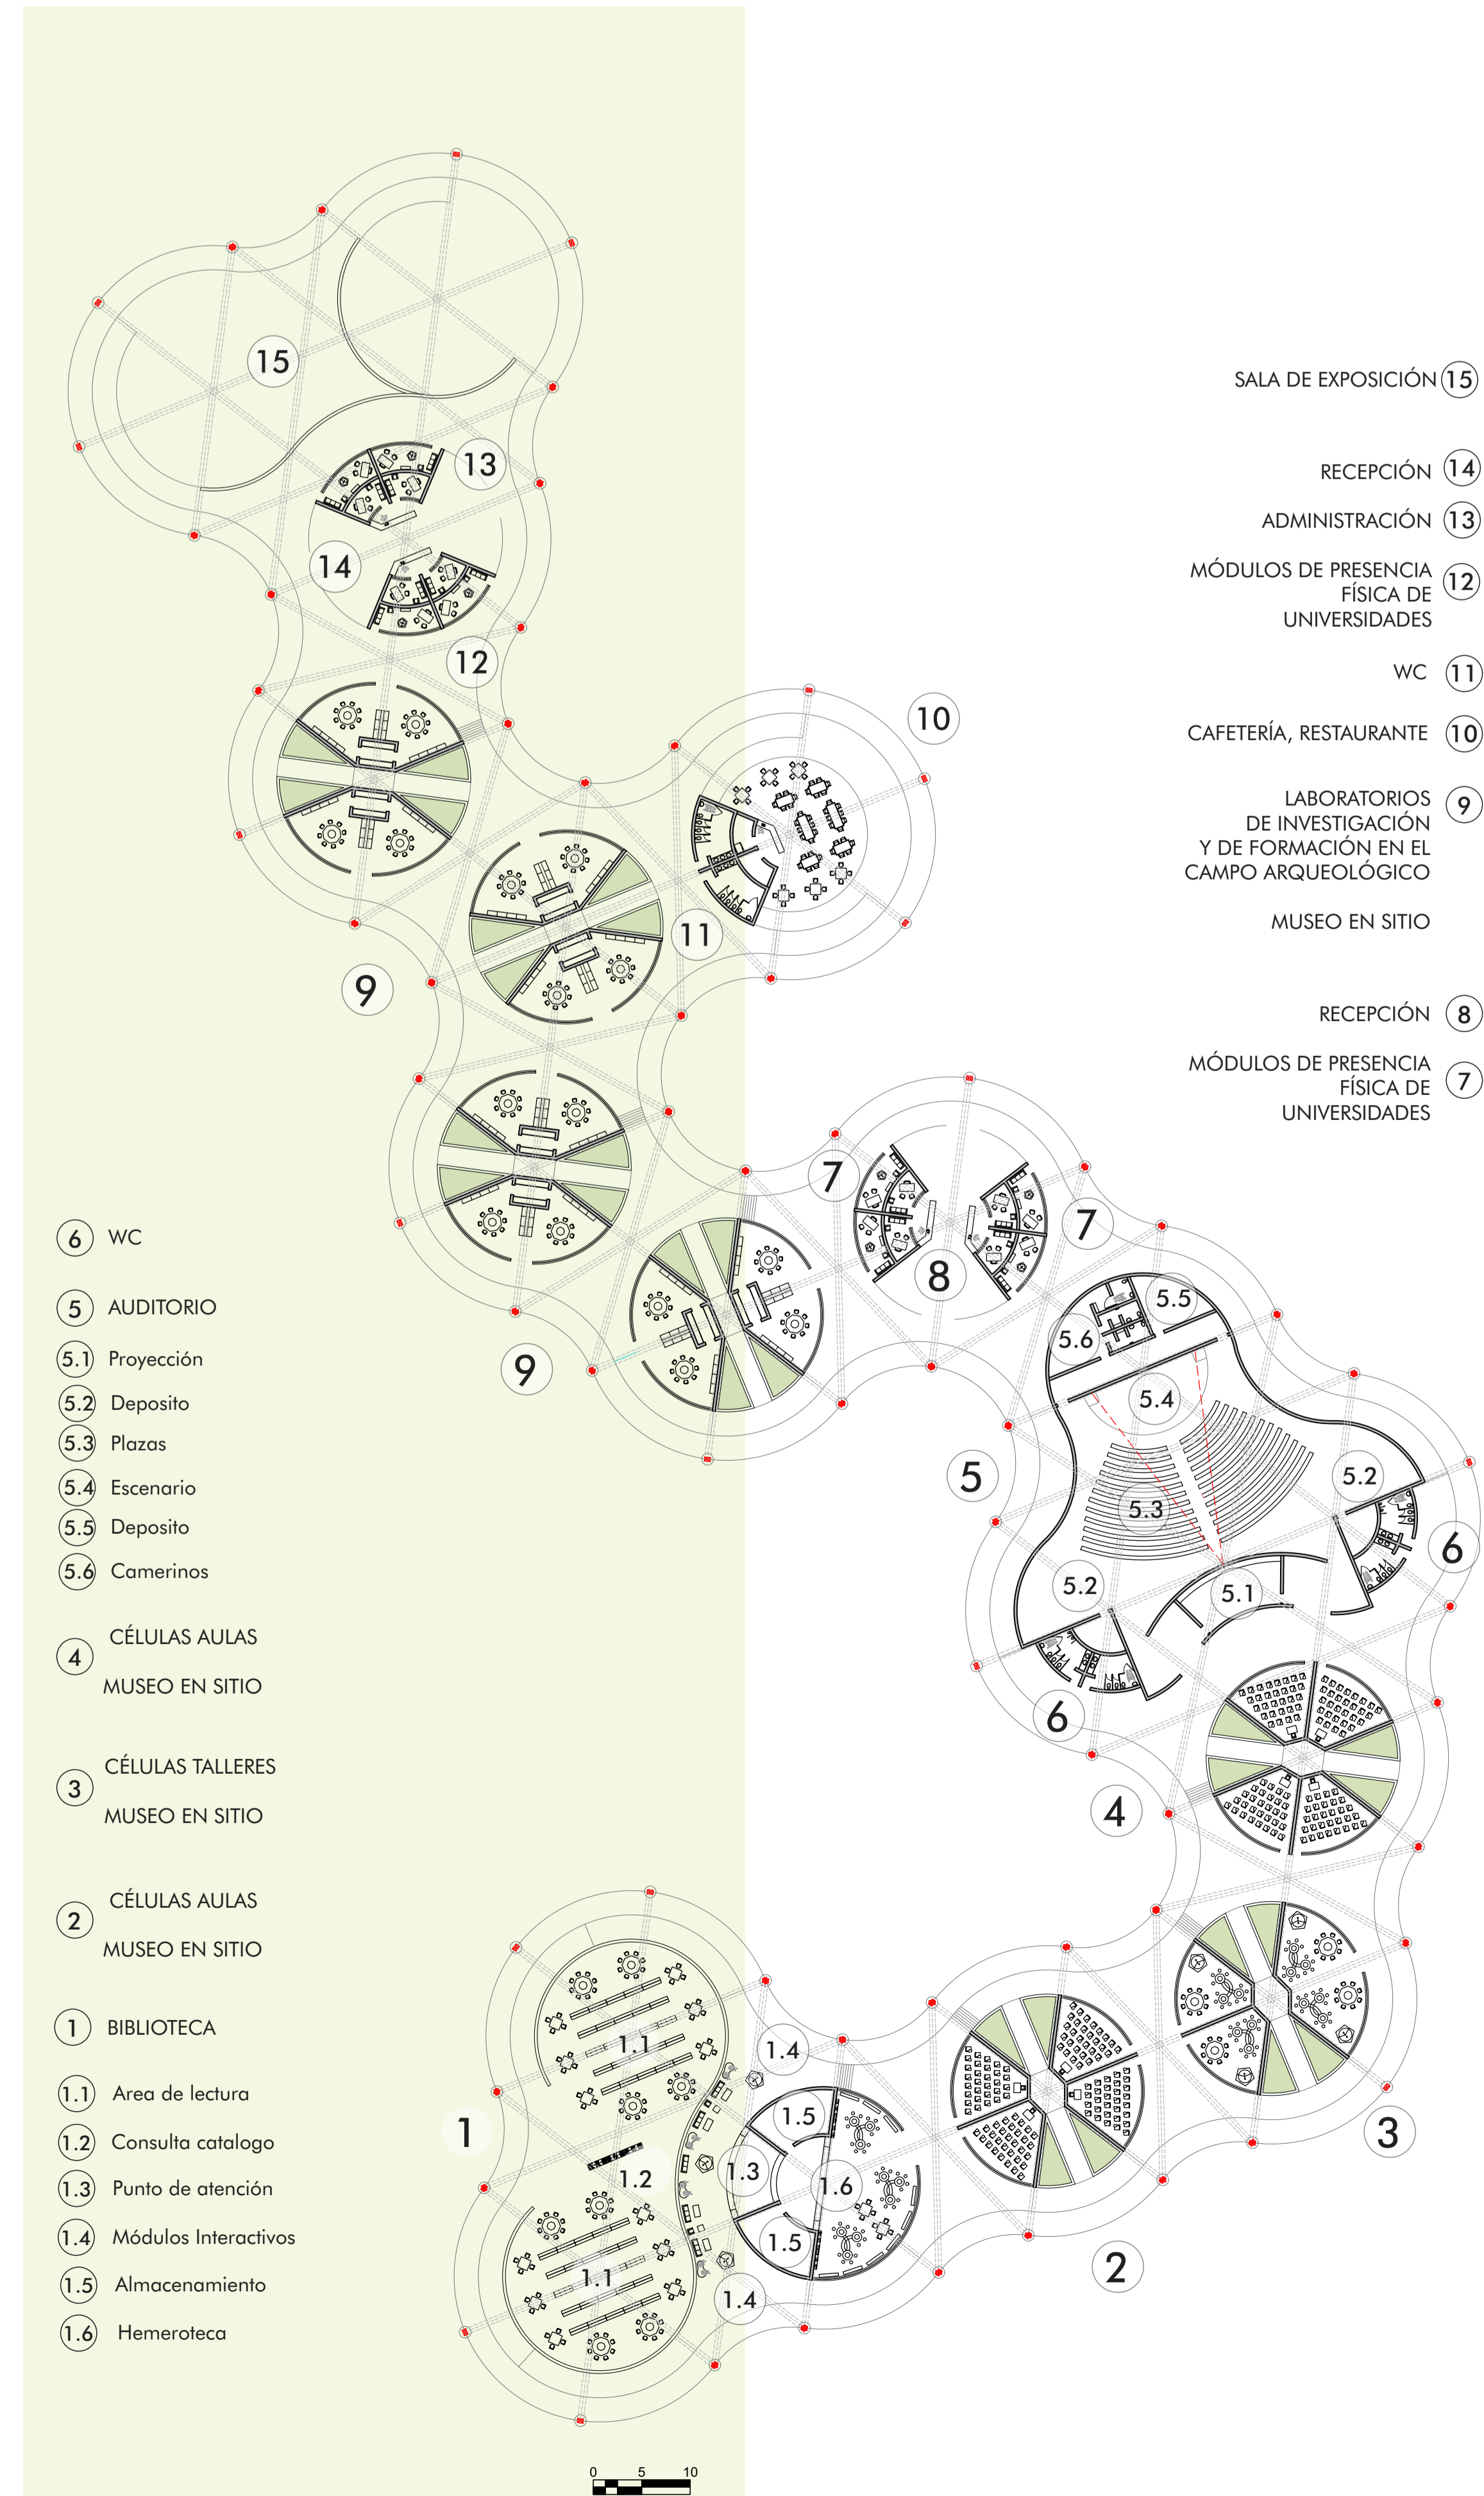 15
13
14
12
10
11
9
7
7
8
9
5.5
5.6
5.4
5
5.2
5.3
6
5.2
5.1
6
4
1.1
1.4
1
1.5
1.3
1.2
1.6
1.5
1.1
1.4
3
2
0 5 10
SALA DE EXPOSICIÓN 15
RECEPCIÓN 14
ADMINISTRACIÓN 13
MÓDULOS DE PRESENCIA
FÍSICA DE 12
UNIVERSIDADES
WC 11
CAFETERÍA, RESTAURANTE 10
LABORATORIOS 9
DE INVESTIGACIÓN
Y DE FORMACIÓN EN EL
CAMPO ARQUEOLÓGICO
MUSEO EN SITIO
RECEPCIÓN 8
MÓDULOS DE PRESENCIA
FÍSICA DE 7
UNIVERSIDADES
6 WC
5 AUDITORIO
5.1 Proyección
5.2 Deposito
5.3 Plazas
5.4 Escenario
5.5 Deposito
5.6 Camerinos
CÉLULAS AULAS
4
MUSEO EN SITIO
CÉLULAS TALLERES
3
MUSEO EN SITIO
CÉLULAS AULAS
2
MUSEO EN SITIO
1 BIBLIOTECA
1.1 Area de lectura
1.2 Consulta catalogo
1.3 Punto de atención
1.4 Módulos Interactivos
1.5 Almacenamiento
1.6 Hemeroteca